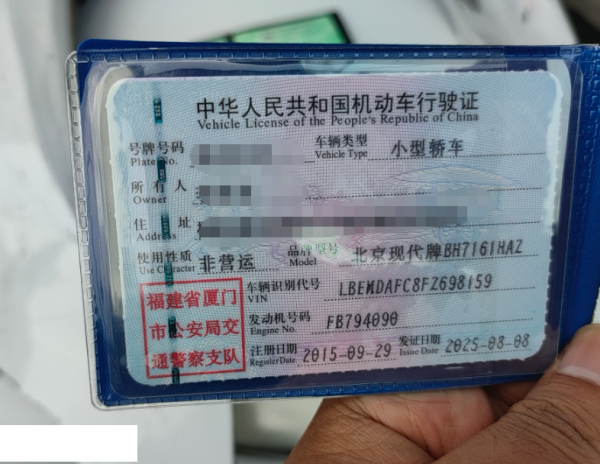 中华人民共和国机动车行驶证
Vehicle License of the People's Republic of China
号牌号码 车辆类型 小型轿车
Plate No. Vehicle Type
所有人
Owner
住址
Address
使用性质 非营运 品牌型号 北京现代牌BH7161HAZ
Use Character Model
福建省厦门
市公安局交
通警察支队
车辆识别代号 LBEMDAFC8FZ698159
VIN
发动机号码 FB794090
Engine No.
注册日期 2015-09-29 发证日期 2025-08-08
Register Date Issue Date